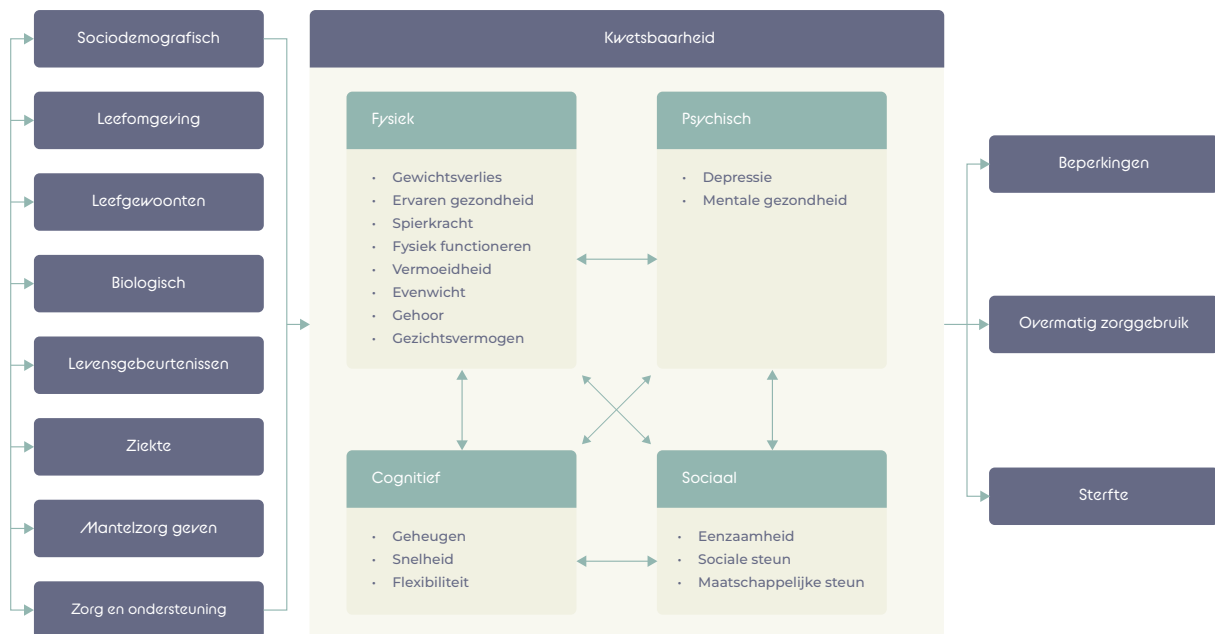 Sociodemografisch
Leefomgeving
Leefgewoonten
Biologisch
Levensgebeurtenissen
Ziekte
Mantelzorg geven
Zorg en ondersteuning
Kwetsbaarheid
Fysiek
• Gewichtsverlies
• Ervaren gezondheid
• Spierkracht
• Fysiek functioneren
• Vermoeidheid
• Evenwicht
• Gehoor
• Gezichtsvermogen
Psychisch
• Depressie
• Mentale gezondheid
Cognitief
• Geheugen
• Snelheid
• Flexibiliteit
Sociaal
• Eenzaamheid
• Sociale steun
• Maatschappelijke steun
Beperkingen
Overmatig zorggebruik
Sterfte